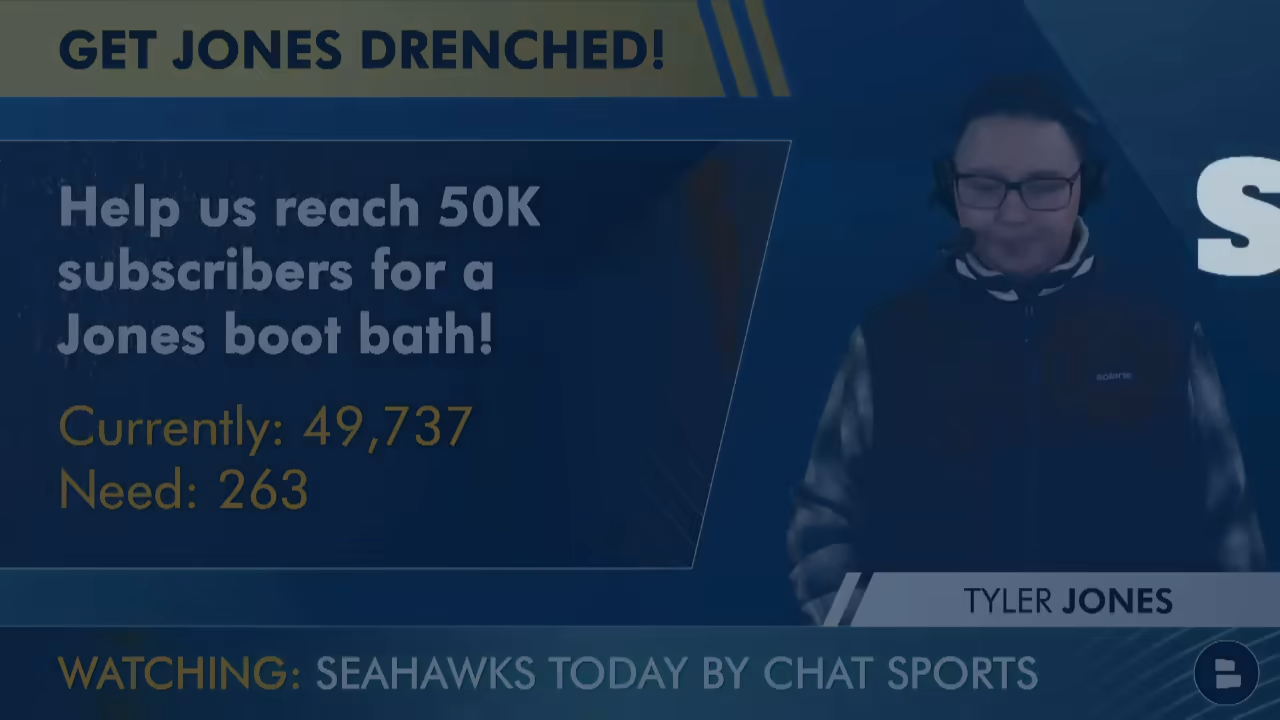 GET JONES DRENCHED!
Help us reach 50K
subscribers for a
Jones boot bath!
Currently: 49,737
Need: 263
S
solarte
TYLER JONES
WATCHING: SEAHAWKS TODAY BY CHAT SPORTS